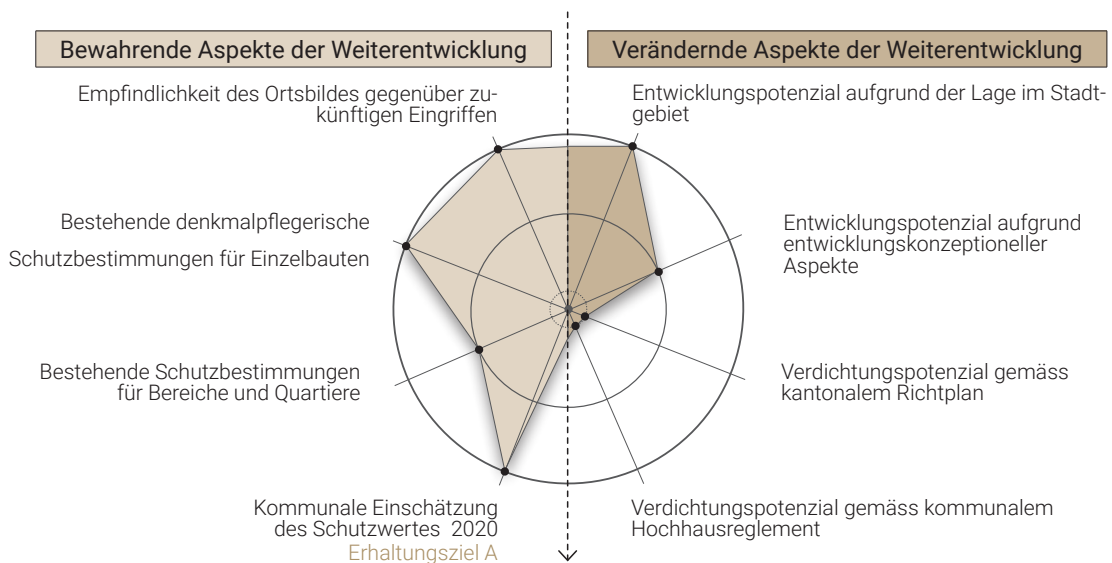 Bewahrende Aspekte der Weiterentwicklung
Verändernde Aspekte der Weiterentwicklung
Empfindlichkeit des Ortsbildes gegenüber zu-
künftigen Eingriffen
Entwicklungspotenzial aufgrund der Lage im Stadt-
gebiet
Bestehende denkmalpflegerische
Schutzbestimmungen für Einzelbauten
Entwicklungspotenzial aufgrund
entwicklungskonzeptioneller
Aspekte
Bestehende Schutzbestimmungen
für Bereiche und Quartiere
Verdichtungspotenzial gemäss
kantonalem Richtplan
Kommunale Einschätzung
des Schutzwertes 2020
Erhaltungsziel A
Verdichtungspotenzial gemäss kommunalem
Hochhausreglement